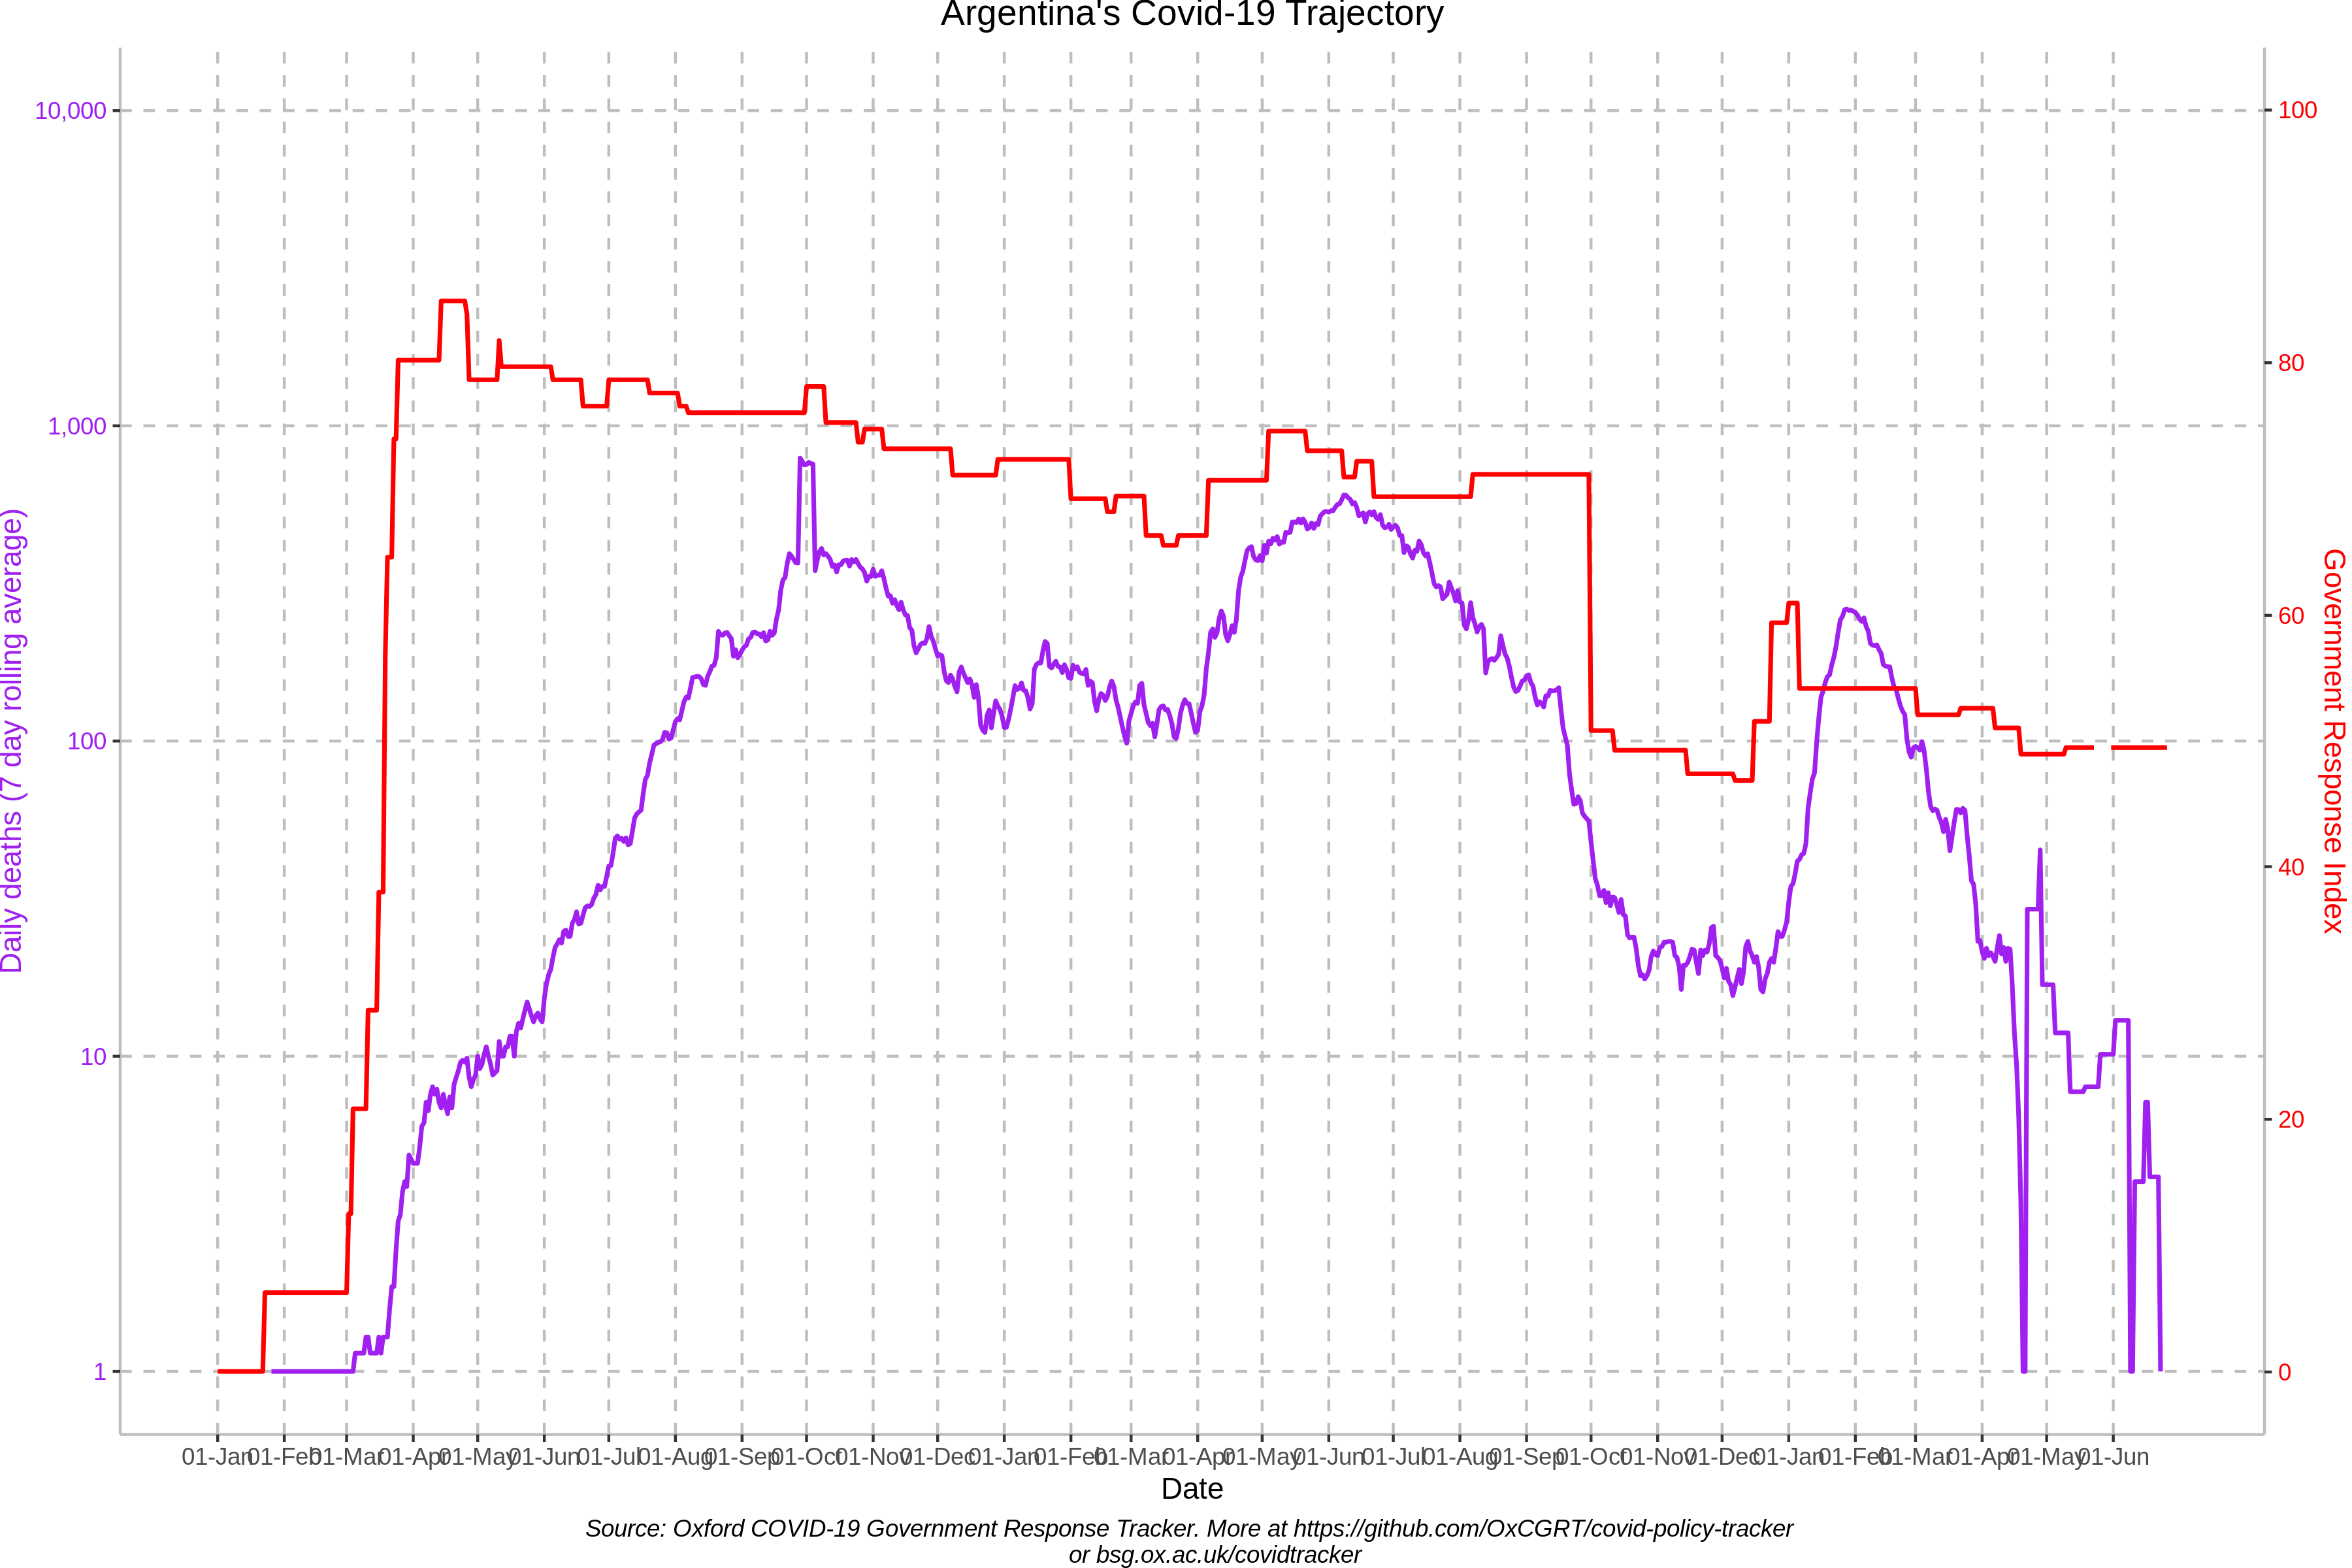 Argentina's Covid-19 Trajectory
10,000
1,000
100
10
1
Daily deaths (7 day rolling average)
100
80
60
40
20
0
Government Response Index
01-Jan 01-Feb 01-Mar 01-Apr 01-May 01-Jun 01-Jul 01-Aug 01-Sep 01-Oct 01-Nov 01-Dec 01-Jan 01-Feb 01-Mar 01-Apr 01-May 01-Jun 01-Jul 01-Aug 01-Sep 01-Oct 01-Nov 01-Dec 01-Jan 01-Feb 01-Mar 01-Apr 01-May 01-Jun
Date
Source: Oxford COVID-19 Government Response Tracker. More at https://github.com/OxCGRT/covid-policy-tracker
or bsg.ox.ac.uk/covidtracker